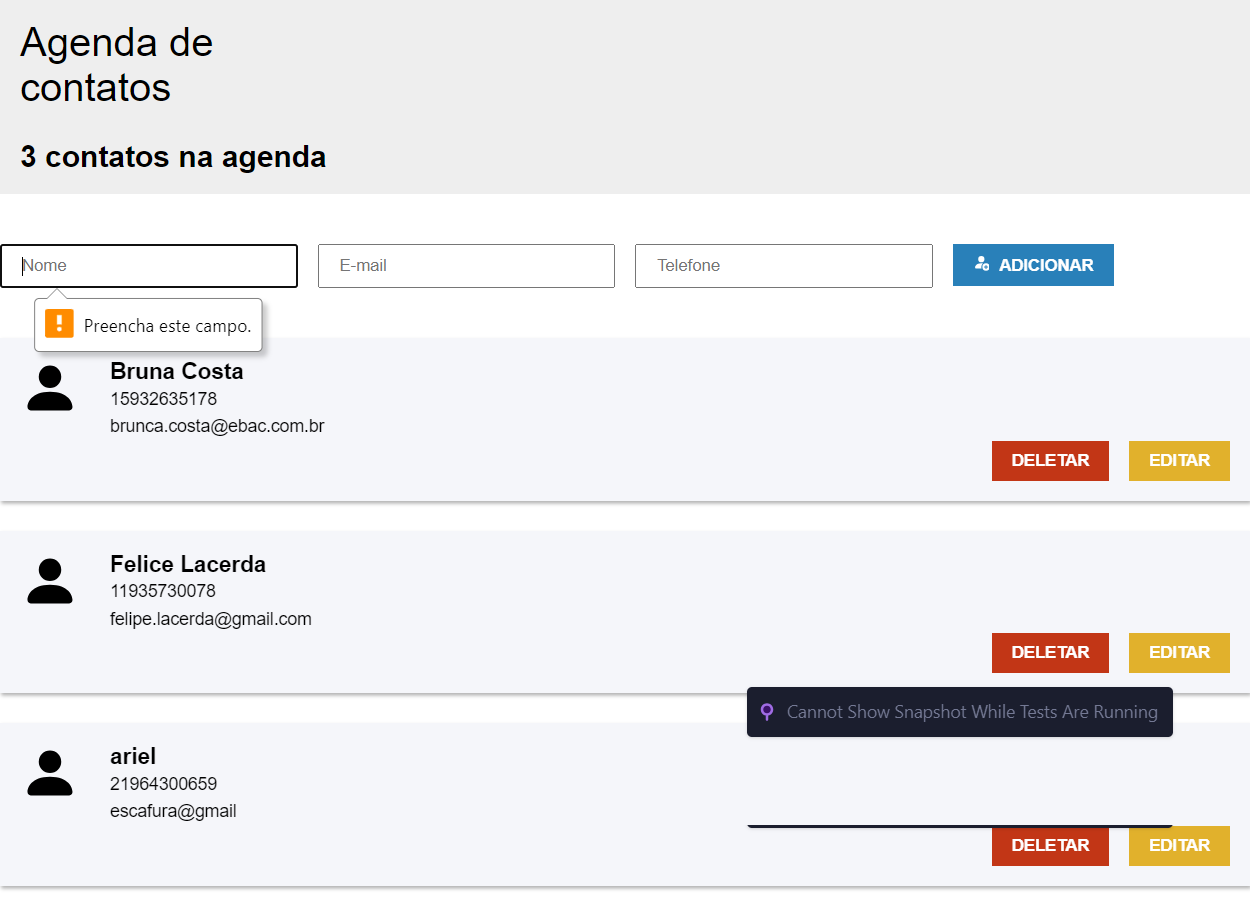 Agenda de
contatos
3 contatos na agenda
Nome
E-mail
Telefone
ADICIONAR
! Preencha este campo.
Bruna Costa
15932635178
brunca.costa@ebac.com.br
DELETAR
EDITAR
Felice Lacerda
11935730078
felipe.lacerda@gmail.com
DELETAR
EDITAR
Cannot Show Snapshot While Tests Are Running
ariel
21964300659
escafura@gmail
DELETAR
EDITAR